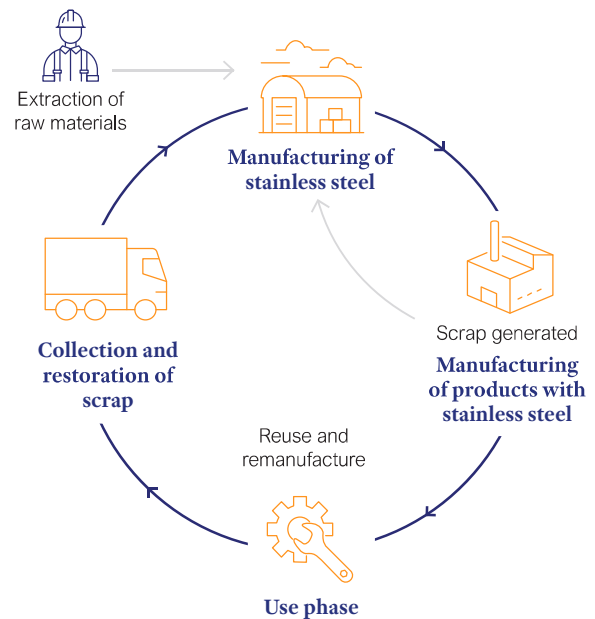 Extraction of
raw materials
Manufacturing of
stainless steel
Scrap generated
Manufacturing
of products with
stainless steel
Collection and
restoration of
scrap
Reuse and
remanufacture
Use phase